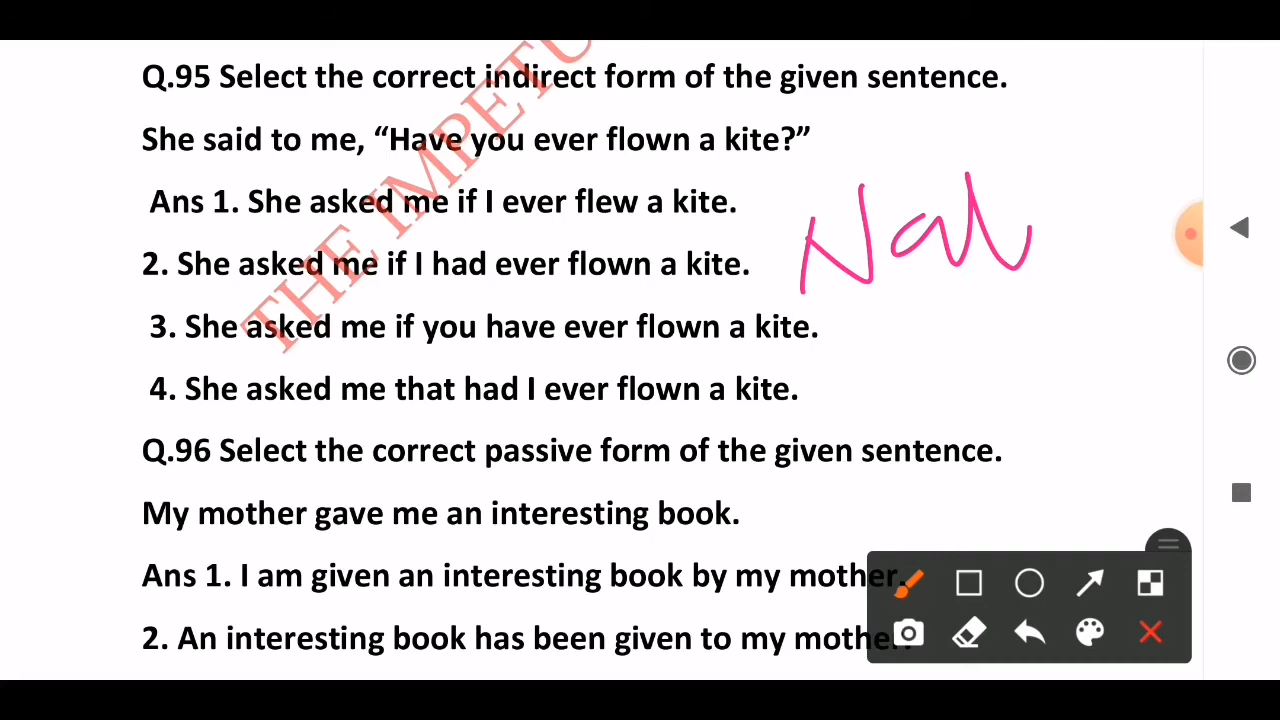 Q.95 Select the correct indirect form of the given sentence.
She said to me, “Have you ever flown a kite?”
Ans 1. She asked me if I ever flew a kite.
2. She asked me if I had ever flown a kite.
3. She asked me if you have ever flown a kite.
4. She asked me that had I ever flown a kite.
Q.96 Select the correct passive form of the given sentence.
My mother gave me an interesting book.
Ans 1. I am given an interesting book by my mother.
2. An interesting book has been given to my mother.
THE IMPETU